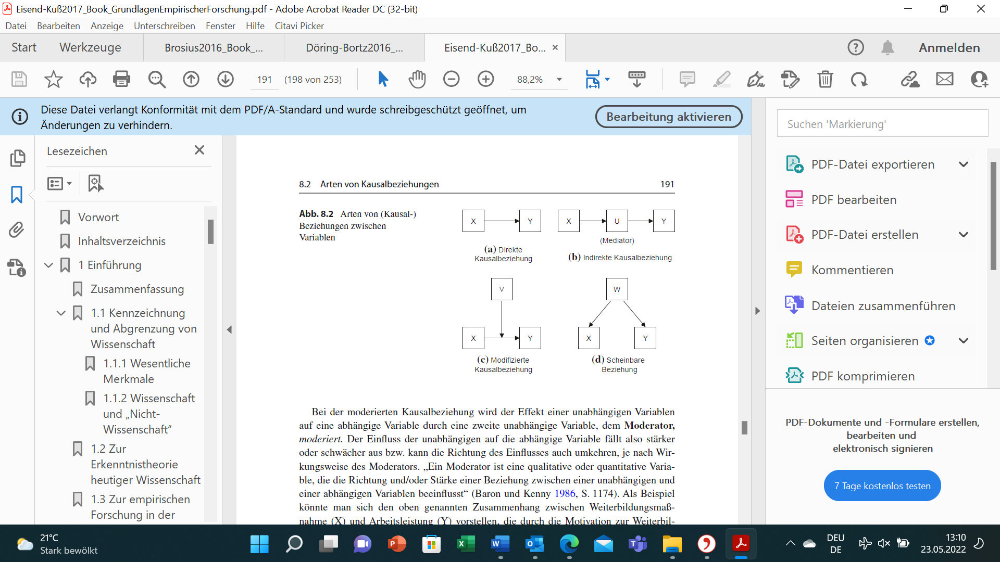 Eisend-Kuß2017_Book_GrundlagenEmpirischerForschung.pdf - Adobe Acrobat Reader DC (32-bit)
Datei Bearbeiten Anzeige Unterschreiben Fenster Hilfe Citavi Picker
Start Werkzeuge Brosius2016_Book_... Döring-Bortz2016_... Eisend-Kuß2017_Bo... × ? Anmelden
191 (198 von 253) 88,2%
Diese Datei verlangt Konformität mit dem PDF/A-Standard und wurde schreibgeschützt geöffnet, um
Änderungen zu verhindern.
Bearbeitung aktivieren
Lesezeichen
Vorwort
Inhaltsverzeichnis
1 Einführung
Zusammenfassung
1.1 Kennzeichnung
und Abgrenzung von
Wissenschaft
1.1.1 Wesentliche
Merkmale
1.1.2 Wissenschaft
und „Nicht-
Wissenschaft“
1.2 Zur
Erkenntnistheorie
heutiger Wissenschaft
1.3 Zur empirischen
Forschung in der
8.2 Arten von Kausalbeziehungen 191
Abb. 8.2 Arten von (Kausal-)
Beziehungen zwischen
Variablen
X Y
(a) Direkte
Kausalbeziehung
X U Y
(Mediator)
(b) Indirekte Kausalbeziehung
V
X Y
(c) Modifizierte
Kausalbeziehung
W
X Y
(d) Scheinbare
Beziehung
Bei der moderierten Kausalbeziehung wird der Effekt einer unabhängigen Variablen
auf eine abhängige Variable durch eine zweite unabhängige Variable, dem Moderator,
moderiert. Der Einfluss der unabhängigen auf die abhängige Variable fällt also stärker
oder schwächer aus bzw. kann die Richtung des Einflusses auch umkehren, je nach Wir-
kungsweise des Moderators. „Ein Moderator ist eine qualitative oder quantitative Varia-
ble, die die Richtung und/oder Stärke einer Beziehung zwischen einer unabhängigen und
einer abhängigen Variablen beeinflusst“ (Baron und Kenny 1986, S. 1174). Als Beispiel
könnte man sich den oben genannten Zusammenhang zwischen Weiterbildungsmaß-
nahme (X) und Arbeitsleistung (Y) vorstellen, die durch die Motivation zur Weiterbil-
Suchen 'Markierung'
PDF-Datei exportieren
PDF bearbeiten
PDF-Datei erstellen
Kommentieren
Dateien zusammenführen
Seiten organisieren
PDF komprimieren
PDF-Dokumente und -Formulare erstellen,
bearbeiten und
elektronisch signieren
7 Tage kostenlos testen
21°C
Stark bewölkt
DEU
DE
13:10
23.05.2022